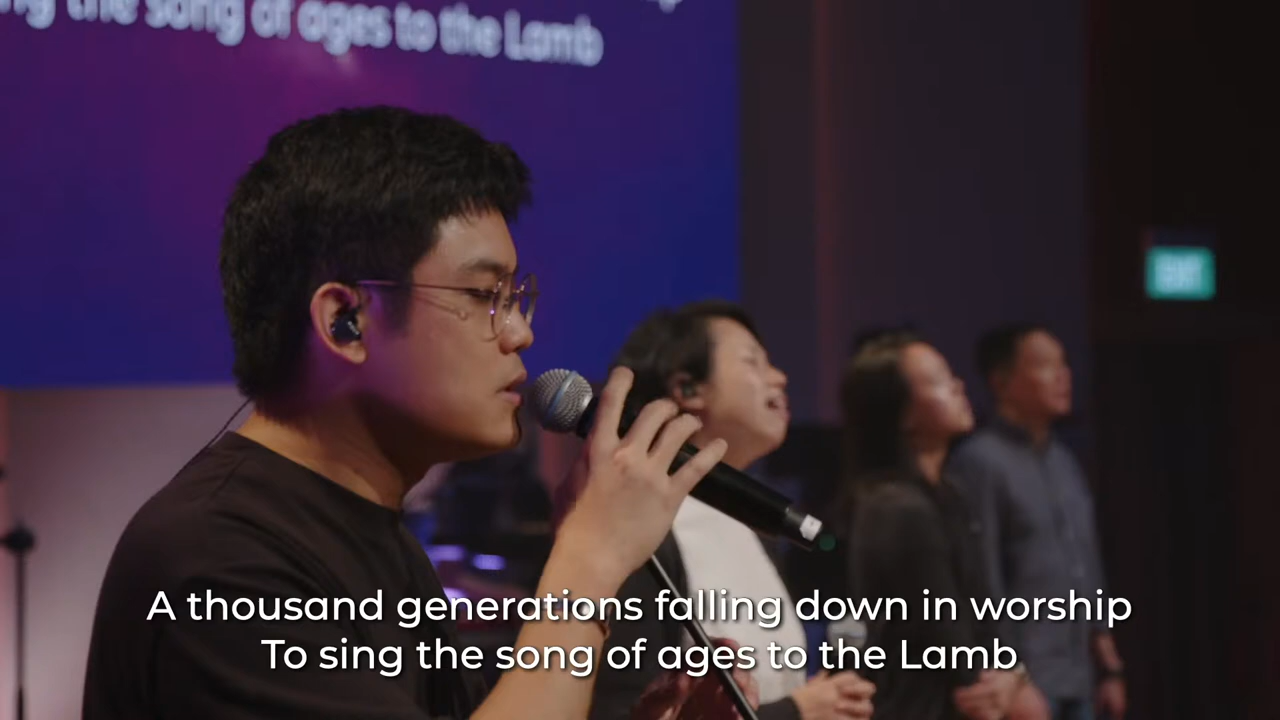 the song of ages to the Lamb
EXIT
A thousand generations falling down in worship
To sing the song of ages to the Lamb